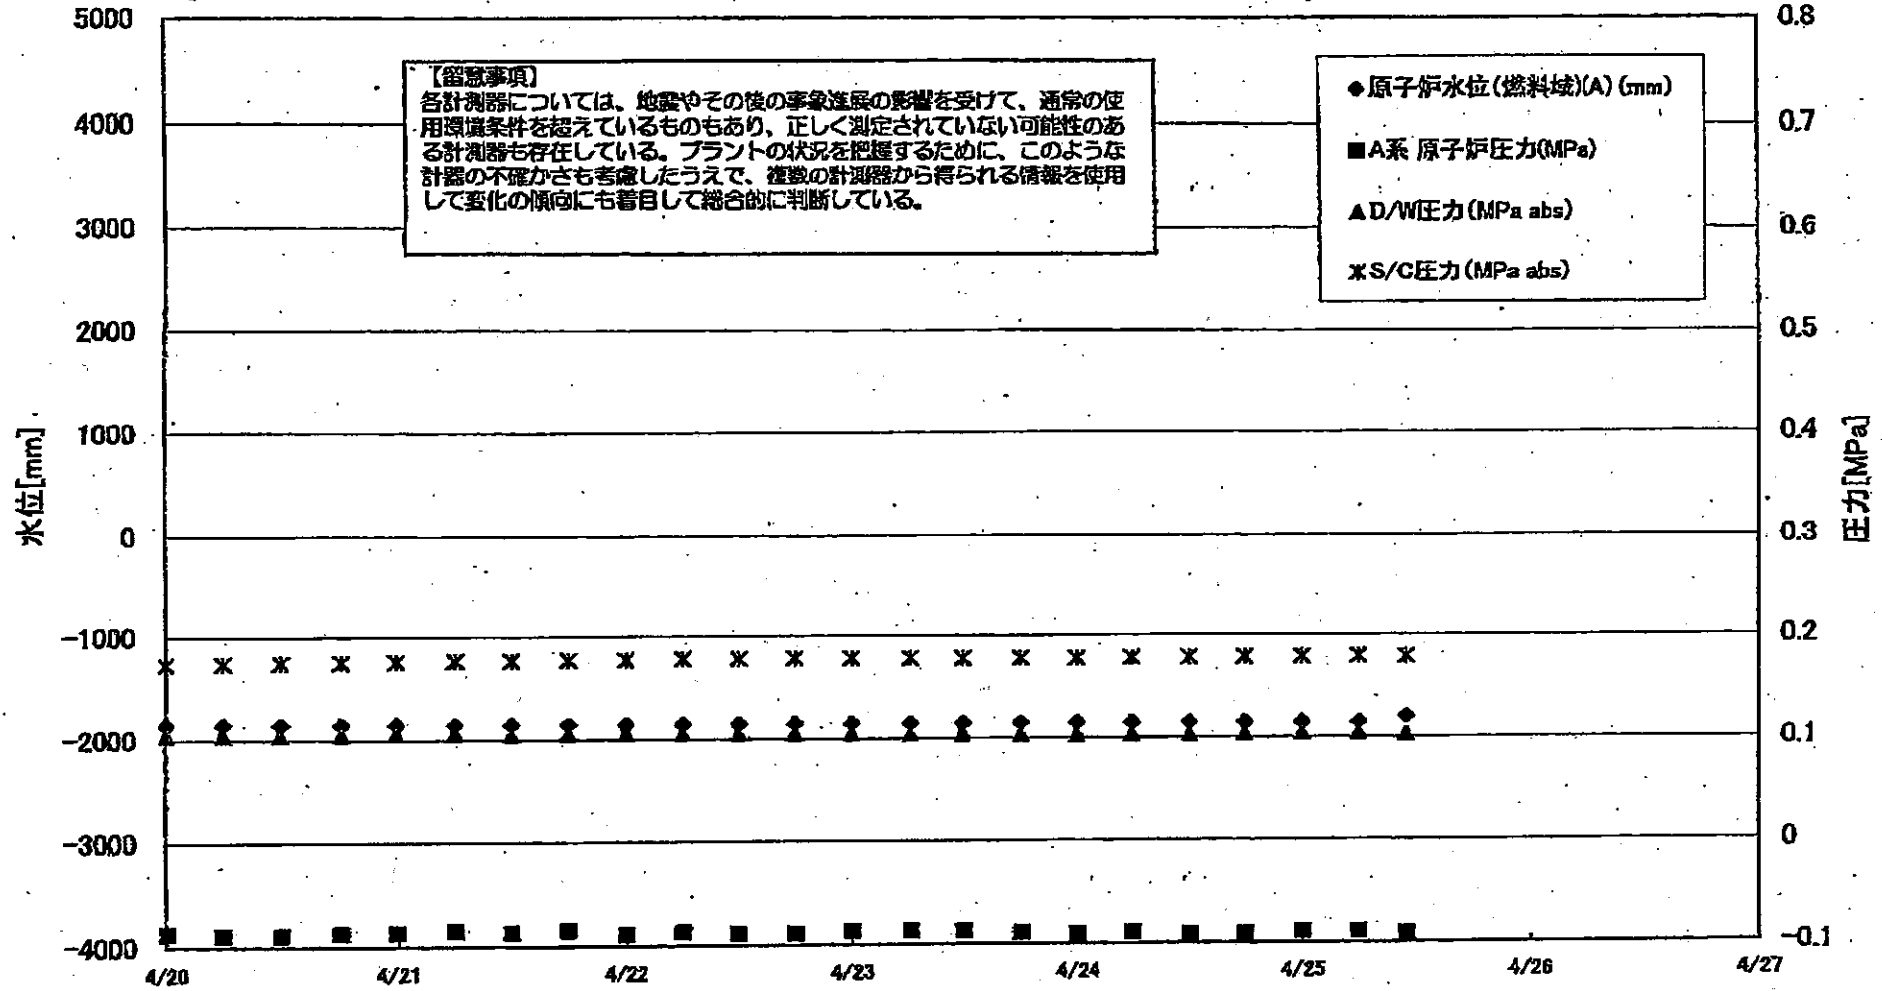 5000
4000
3000
2000
1000
0
-1000
-2000
-3000
-4000
水位[mm]
【留意事項】
各計測器については、地震やその後の事象進展の影響を受けて、通常の使
用環境条件を超えているものもあり、正しく測定されていない可能性のあ
る計測器も存在している。プラントの状況を把握するために、このような
計器の不確かさも考慮したうえで、複数の計測器から得られる情報を使用
して変化の傾向にも着目して総合的に判断している。
◆原子炉水位(燃料域)(A)(mm)
■A系 原子炉圧力(MPa)
▲D/W圧力(MPa abs)
ж S/C圧力(MPa abs)
0.8
0.7
0.6
0.5
0.4
0.3
0.2
0.1
0
-0.1
圧力[MPa]
4/20 4/21 4/22 4/23 4/24 4/25 4/26 4/27